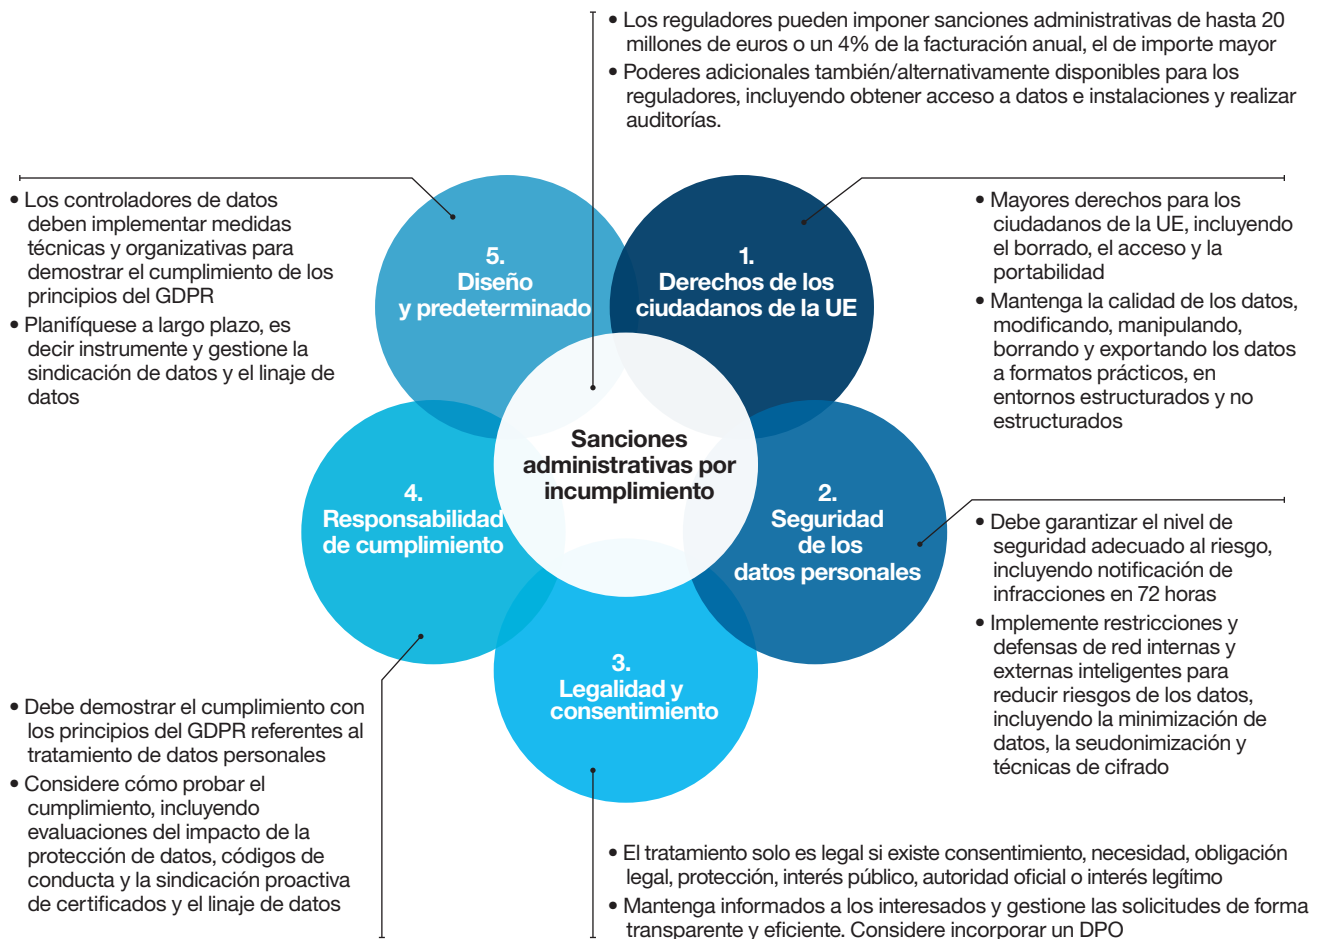 • Los reguladores pueden imponer sanciones administrativas de hasta 20
millones de euros o un 4% de la facturación anual, el de importe mayor
• Poderes adicionales también/alternativamente disponibles para los
reguladores, incluyendo obtener acceso a datos e instalaciones y realizar
auditorías.
• Los controladores de datos
deben implementar medidas
técnicas y organizativas para
demostrar el cumplimiento de los
principios del GDPR
• Planifíquese a largo plazo, es
decir instrumente y gestione la
sindicación de datos y el linaje de
datos
5.
Diseño
y predeterminado
1.
Derechos de los
ciudadanos de la UE
• Mayores derechos para los
ciudadanos de la UE, incluyendo
el borrado, el acceso y la
portabilidad
• Mantenga la calidad de los datos,
modificando, manipulando,
borrando y exportando los datos
a formatos prácticos, en
entornos estructurados y no
estructurados
Sanciones
administrativas por
incumplimiento
4.
Responsabilidad
de cumplimiento
2.
Seguridad
de los
datos personales
• Debe garantizar el nivel de
seguridad adecuado al riesgo,
incluyendo notificación de
infracciones en 72 horas
• Implemente restricciones y
defensas de red internas y
externas inteligentes para
reducir riesgos de los datos,
incluyendo la minimización de
datos, la seudonimización y
técnicas de cifrado
3.
Legalidad y
consentimiento
• Debe demostrar el cumplimiento con
los principios del GDPR referentes al
tratamiento de datos personales
• Considere cómo probar el
cumplimiento, incluyendo
evaluaciones del impacto de la
protección de datos, códigos de
conducta y la sindicación proactiva
de certificados y el linaje de datos
• El tratamiento solo es legal si existe consentimiento, necesidad, obligación
legal, protección, interés público, autoridad oficial o interés legítimo
• Mantenga informados a los interesados y gestione las solicitudes de forma
transparente y eficiente. Considere incorporar un DPO